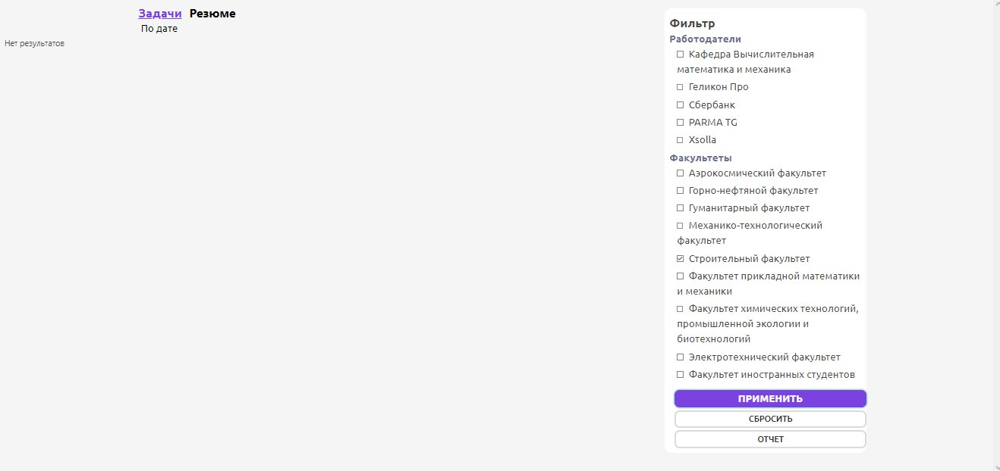 Задачи Резюме
По дате
Нет результатов
Фильтр
Работодатели
Кафедра Вычислительная
математика и механика
Геликон Про
Сбербанк
PARMA TG
Xsolla
Факультеты
Аэрокосмический факультет
Горно-нефтяной факультет
Гуманитарный факультет
Механико-технологический
факультет
Строительный факультет
Факультет прикладной математики
и механики
Факультет химических технологий,
промышленной экологии и
биотехнологий
Электротехнический факультет
Факультет иностранных студентов
ПРИМЕНИТЬ
СБРОСИТЬ
ОТЧЕТ